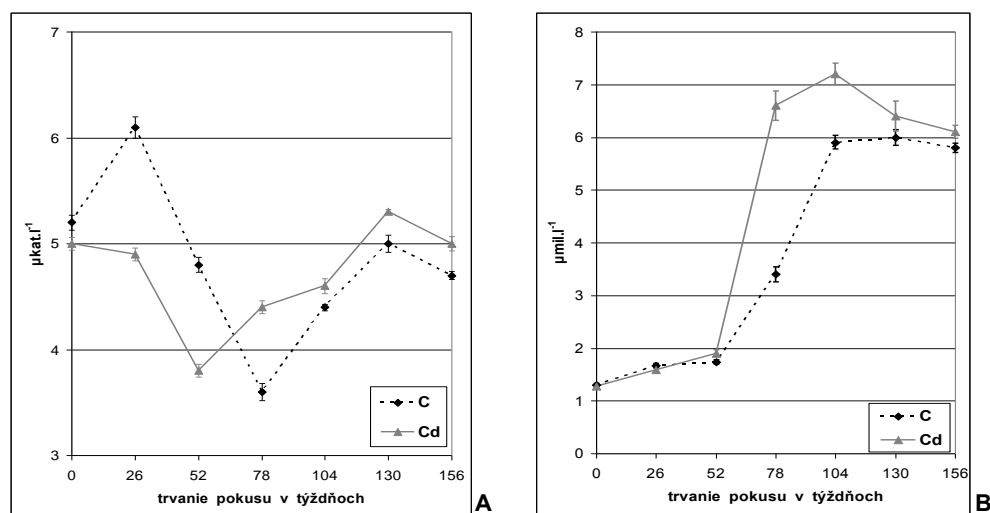 7
6
5
4
3
µkat.l⁻¹
0 26 52 78 104 130 156
trvanie pokusu v týždňoch
C
Cd
A
8
7
6
5
4
3
2
1
0
µmil.l⁻¹
0 26 52 78 104 130 156
trvanie pokusu v týždňoch
C
Cd
B